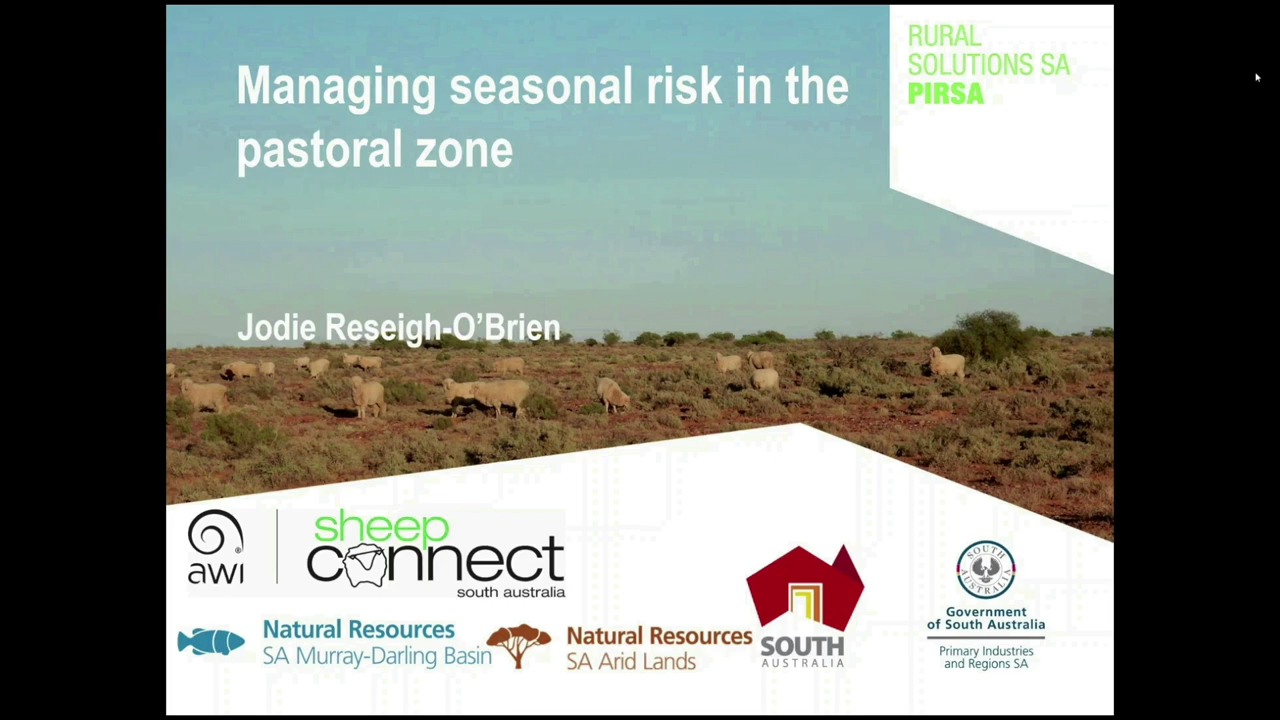 Managing seasonal risk in the
pastoral zone
RURAL
SOLUTIONS SA
PIRSA
Jodie Reseigh-O'Brien
awi
®
sheep
connect
south australia
Natural Resources
SA Murray-Darling Basin
Natural Resources
SA Arid Lands
SOUTH
AUSTRALIA
SOUTH AUSTRALIA
Government
of South Australia
Primary Industries
and Regions SA